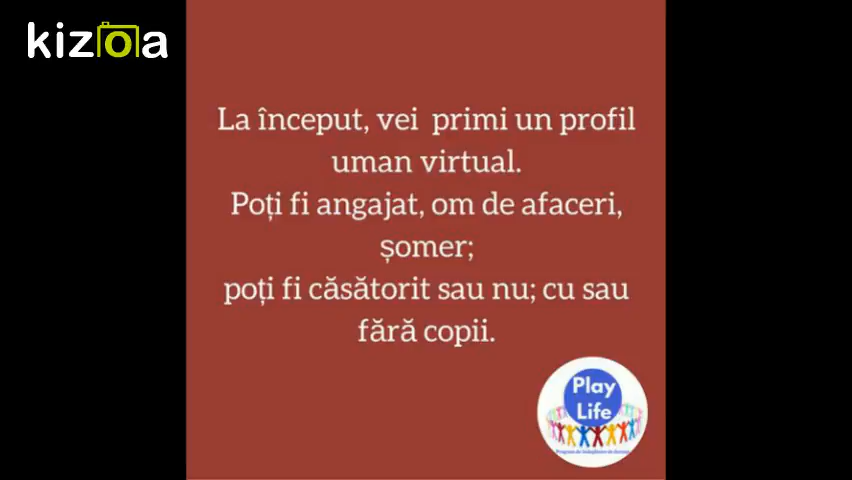 kizoa
La început, vei primi un profil
uman virtual.
Poți fi angajat, om de afaceri,
șomer;
poți fi căsătorit sau nu; cu sau
fără copii.
Play
Life